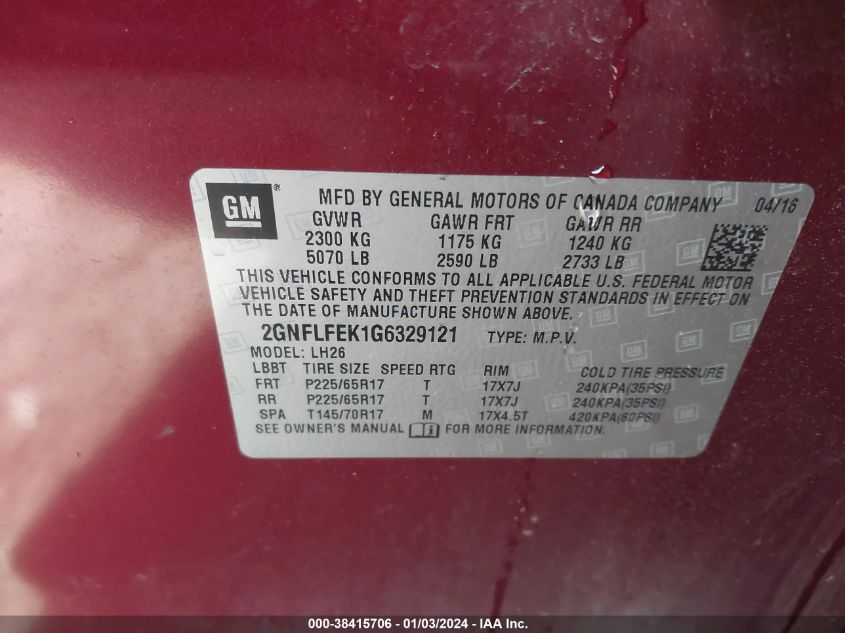 GM ® MFD BY GENERAL MOTORS OF CANADA COMPANY 04/16
GVWR GAWR FRT GAWR RR
2300 KG 1175 KG 1240 KG
5070 LB 2590 LB 2733 LB
THIS VEHICLE CONFORMS TO ALL APPLICABLE U.S. FEDERAL MOTOR
VEHICLE SAFETY AND THEFT PREVENTION STANDARDS IN EFFECT ON
THE DATE OF MANUFACTURE SHOWN ABOVE.
2GNFLFEK1G6329121 TYPE: M.P.V.
MODEL: LH26
LBBT TIRE SIZE SPEED RTG RIM COLD TIRE PRESSURE
FRT P225/65R17 T 17X7J 240KPA(35PSI)
RR P225/65R17 T 17X7J 240KPA(35PSI)
SPA T145/70R17 M 17X4.5T 420KPA(60PSI)
SEE OWNER'S MANUAL FOR MORE INFORMATION.
000-38415706 - 01/03/2024 - IAA Inc.